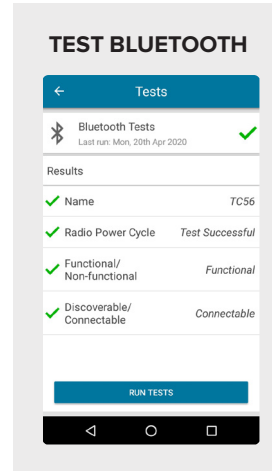 TEST BLUETOOTH
Tests
Bluetooth Tests
Last run: Mon, 20th Apr 2020
Results
Name TC56
Radio Power Cycle Test Successful
Functional/
Non-functional Functional
Discoverable/
Connectable Connectable
RUN TESTS